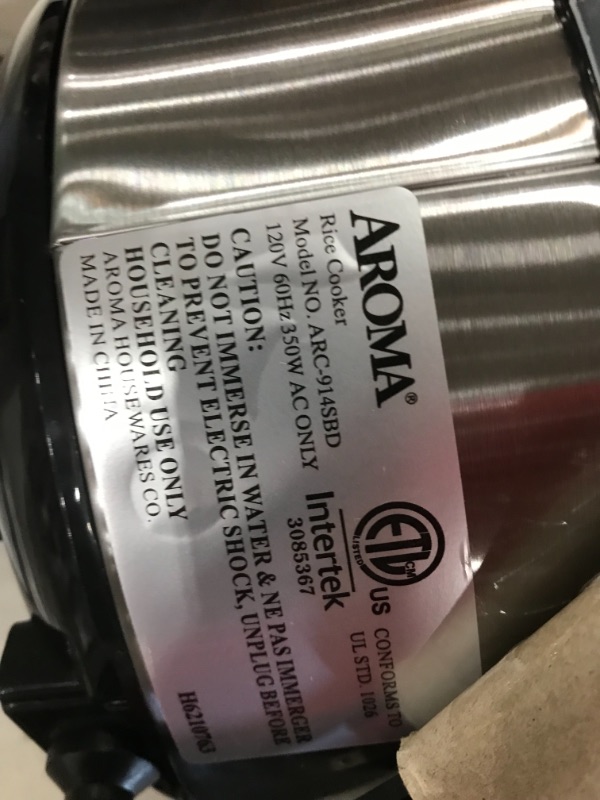 AROMA®
Rice Cooker
Model NO. ARC-914SBD
120V 60Hz 350W AC ONLY
ETL CM
LISTED
US
CONFORMS TO
UL STD. 1026
Intertek
3085367
CAUTION:
DO NOT IMMERSE IN WATER & NE PAS IMMERGER
TO PREVENT ELECTRIC SHOCK, UNPLUG BEFORE
CLEANING
HOUSEHOLD USE ONLY
AROMA HOUSEWARES CO.
MADE IN CHINA
H6210763